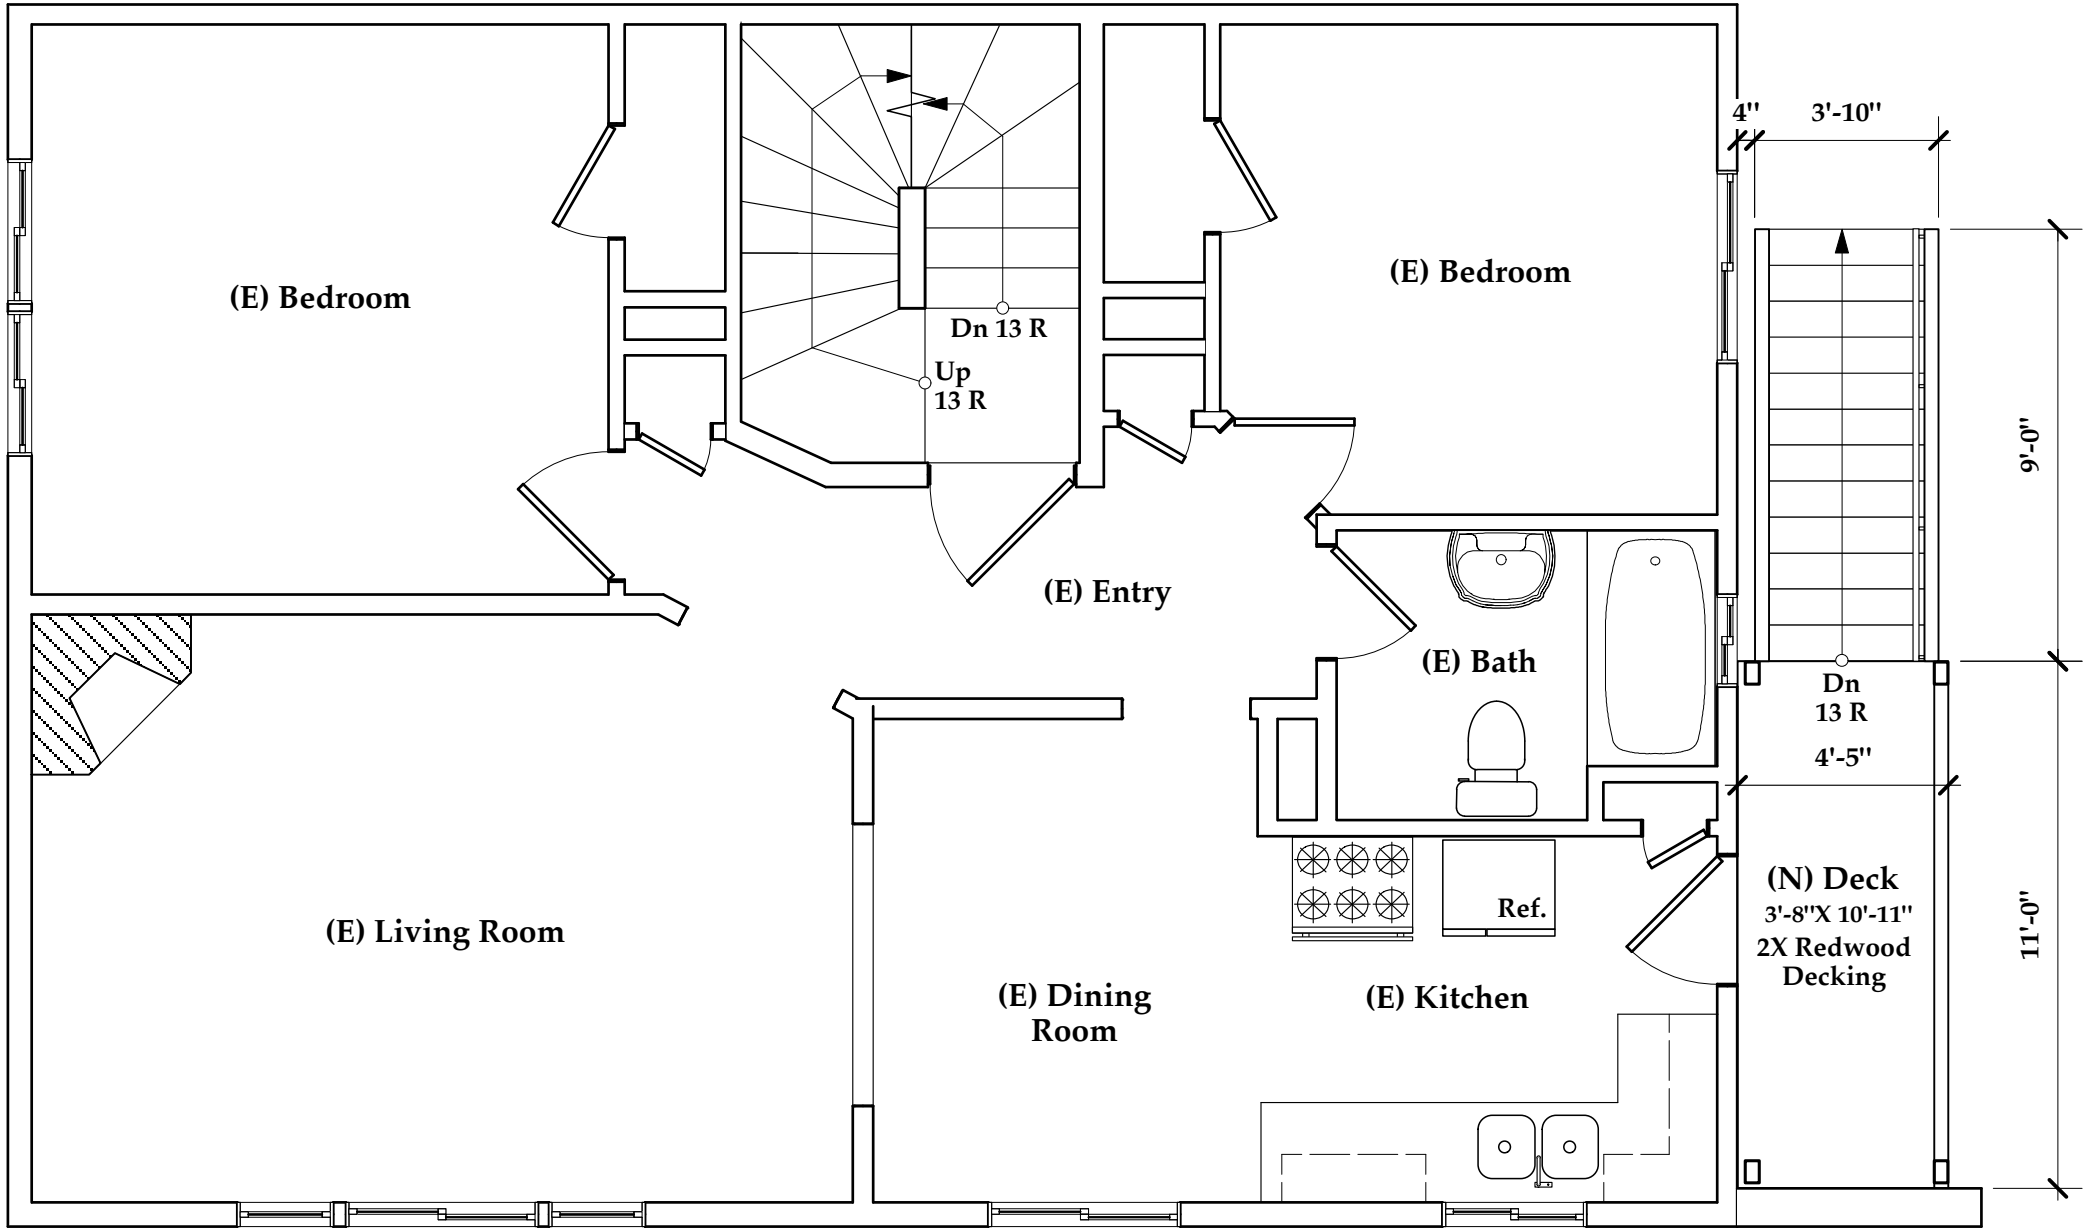 4" 3'-10"
(E) Bedroom
(E) Bedroom
Dn 13 R
Up
13 R
9'-0"
(E) Entry
(E) Bath
Dn
13 R
4'-5"
(N) Deck
3'-8"X 10'-11"
2X Redwood
Decking
11'-0"
Ref.
(E) Living Room
(E) Dining
Room
(E) Kitchen